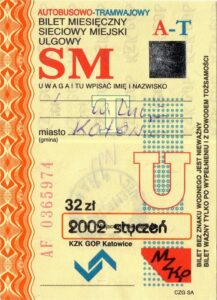 AUTOBUSOWO-TRAMWAJOWY
BILET MIESIĘCZNY
SIECIOWY MIEJSKI
ULGOWY
A-T
SM
UWAGA! TU WPISAĆ IMIĘ I NAZWISKO
miasto
(gmina)
U
32 zł
2002 styczeń
KZK GOP Katowice
MZKP
CZG SA
AF 0365974
BILET BEZ ZNAKU WODNEGO JEST NIEWAŻNY
BILET WAŻNY TYLKO PO WYPEŁNIENIU I Z DOWODEM TOŻSAMOŚCI